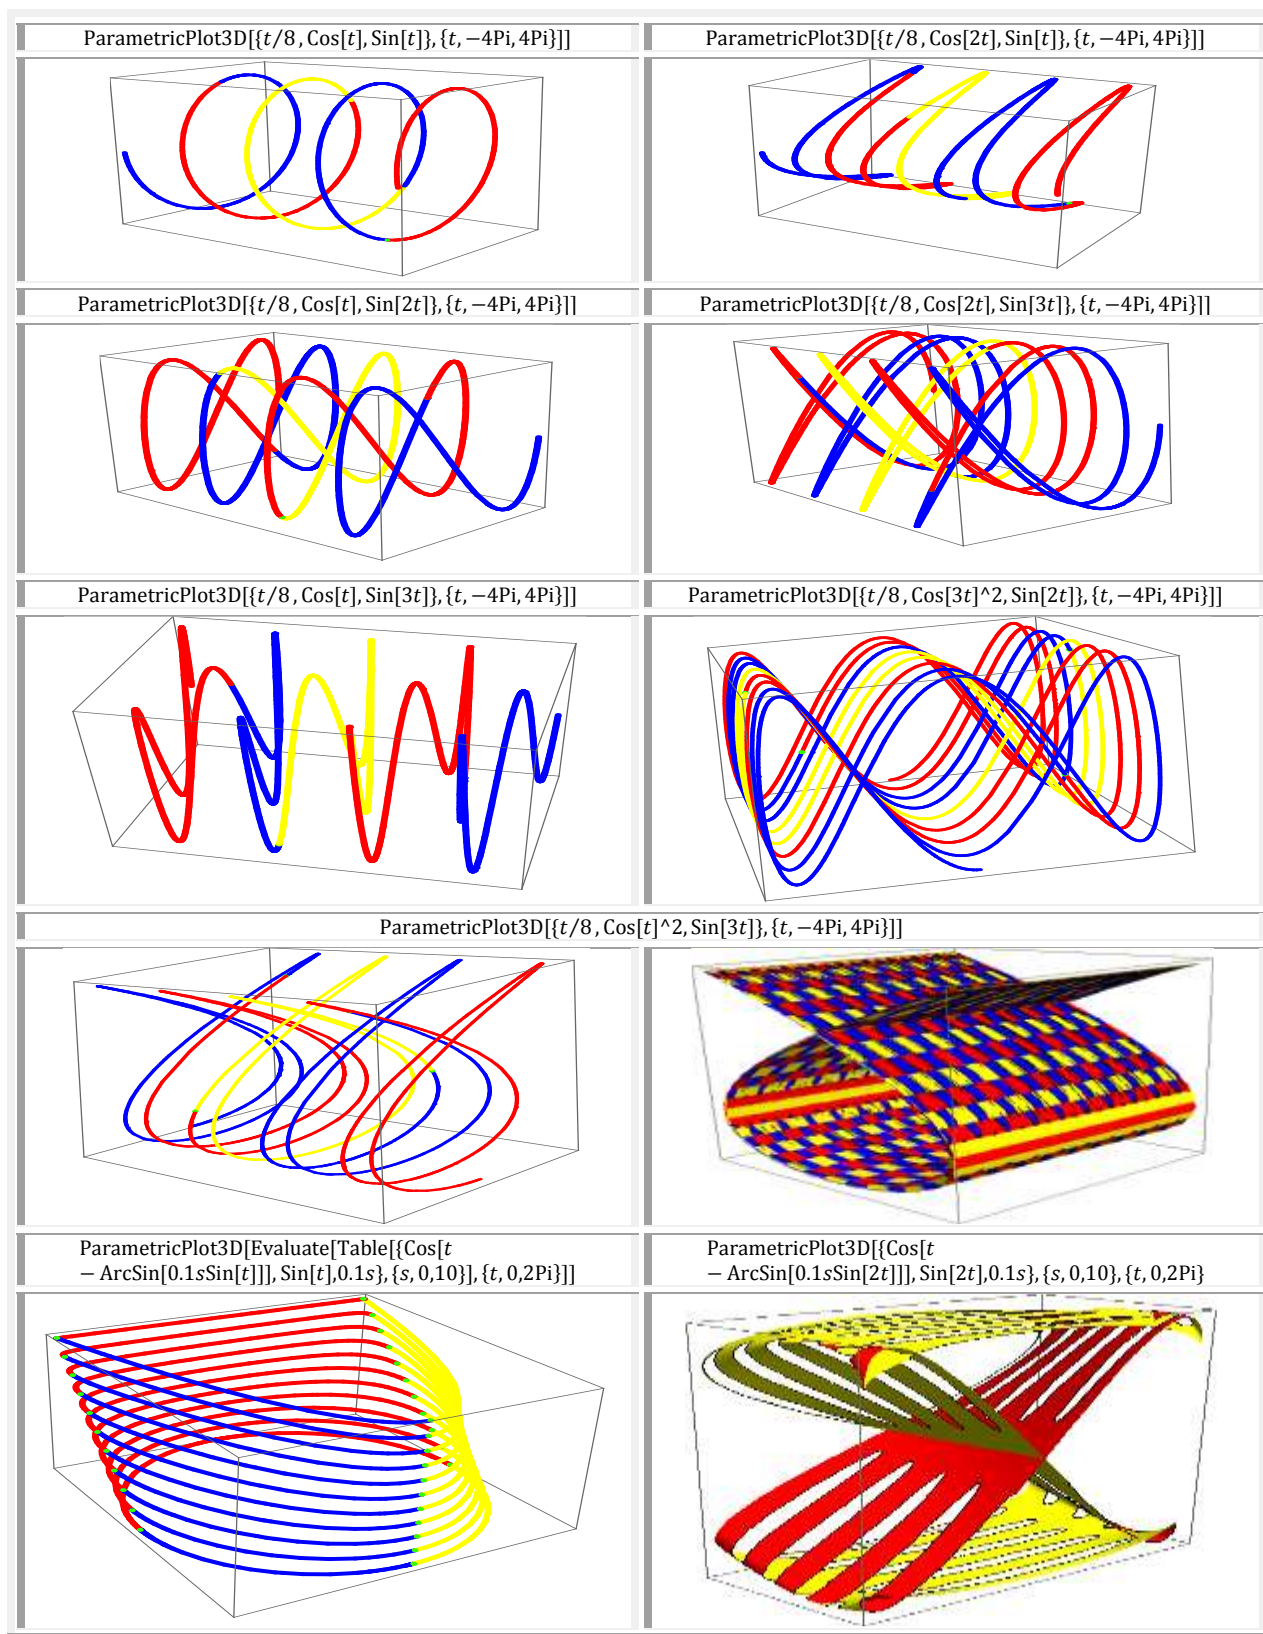 ParametricPlot3D[{t/8 , Cos[t], Sin[t]}, {t, −4Pi, 4Pi}]]
ParametricPlot3D[{t/8 , Cos[2t], Sin[t]}, {t, −4Pi, 4Pi}]]
ParametricPlot3D[{t/8 , Cos[t], Sin[2t]}, {t, −4Pi, 4Pi}]]
ParametricPlot3D[{t/8 , Cos[2t], Sin[3t]}, {t, −4Pi, 4Pi}]]
ParametricPlot3D[{t/8 , Cos[t], Sin[3t]}, {t, −4Pi, 4Pi}]]
ParametricPlot3D[{t/8 , Cos[3t]^2, Sin[2t]}, {t, −4Pi, 4Pi}]]
ParametricPlot3D[{t/8 , Cos[t]^2, Sin[3t]}, {t, −4Pi, 4Pi}]]
ParametricPlot3D[Evaluate[Table[{Cos[t
− ArcSin[0.1sSin[t]]], Sin[t],0.1s}, {s, 0,10}], {t, 0,2Pi}]]
ParametricPlot3D[{Cos[t
− ArcSin[0.1sSin[2t]]], Sin[2t],0.1s}, {s, 0,10}, {t, 0,2Pi}